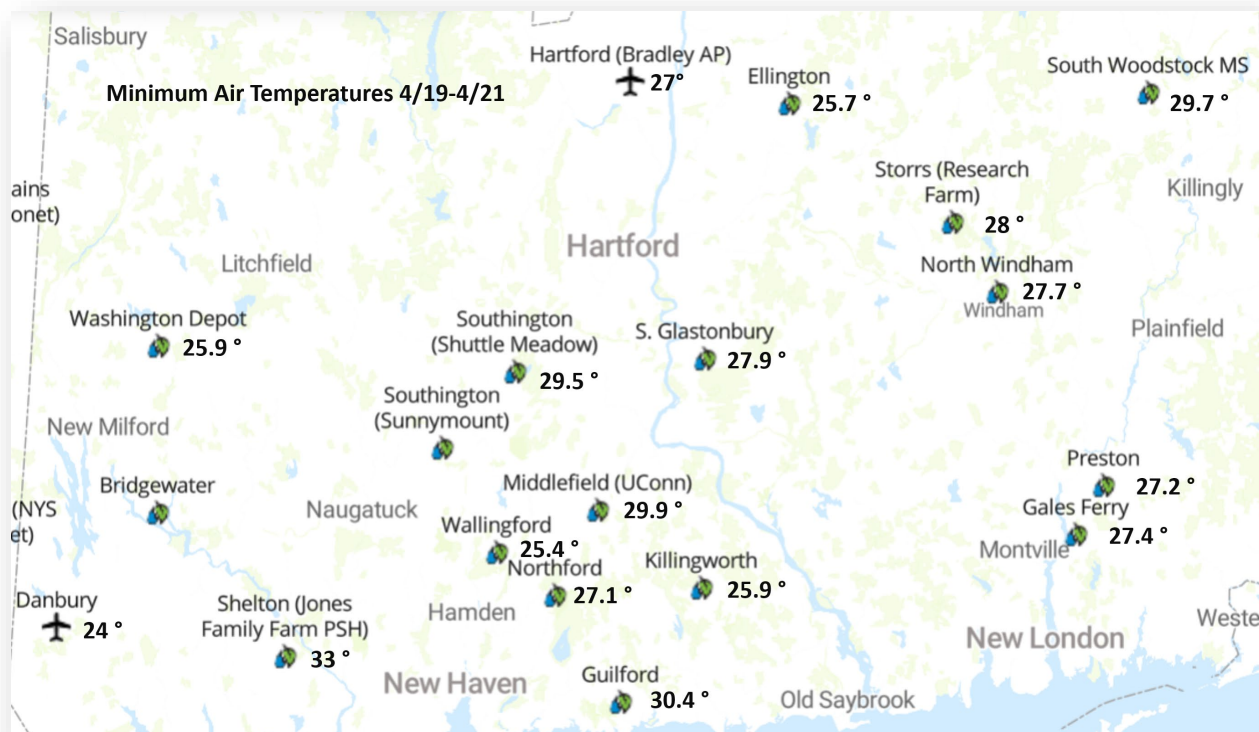 Salisbury
Hartford (Bradley AP)
27°
Ellington
25.7 °
South Woodstock MS
29.7 °
Minimum Air Temperatures 4/19-4/21
Storrs (Research
Farm)
28 °
ains
onet)
Killingly
Hartford
Litchfield
North Windham
27.7 °
Windham
Washington Depot
25.9 °
Southington
(Shuttle Meadow)
29.5 °
S. Glastonbury
27.9 °
Plainfield
Southington
(Sunnymount)
New Milford
Bridgewater
Preston
27.2 °
Middlefield (UConn)
29.9 °
(NYS
et)
Naugatuck
Gales Ferry
27.4 °
Wallingford
25.4 °
Montville
Northford
27.1 °
Killingworth
25.9 °
Danbury
24 °
Shelton (Jones
Family Farm PSH)
33 °
Hamden
Weste
New London
New Haven
Guilford
30.4 °
Old Saybrook